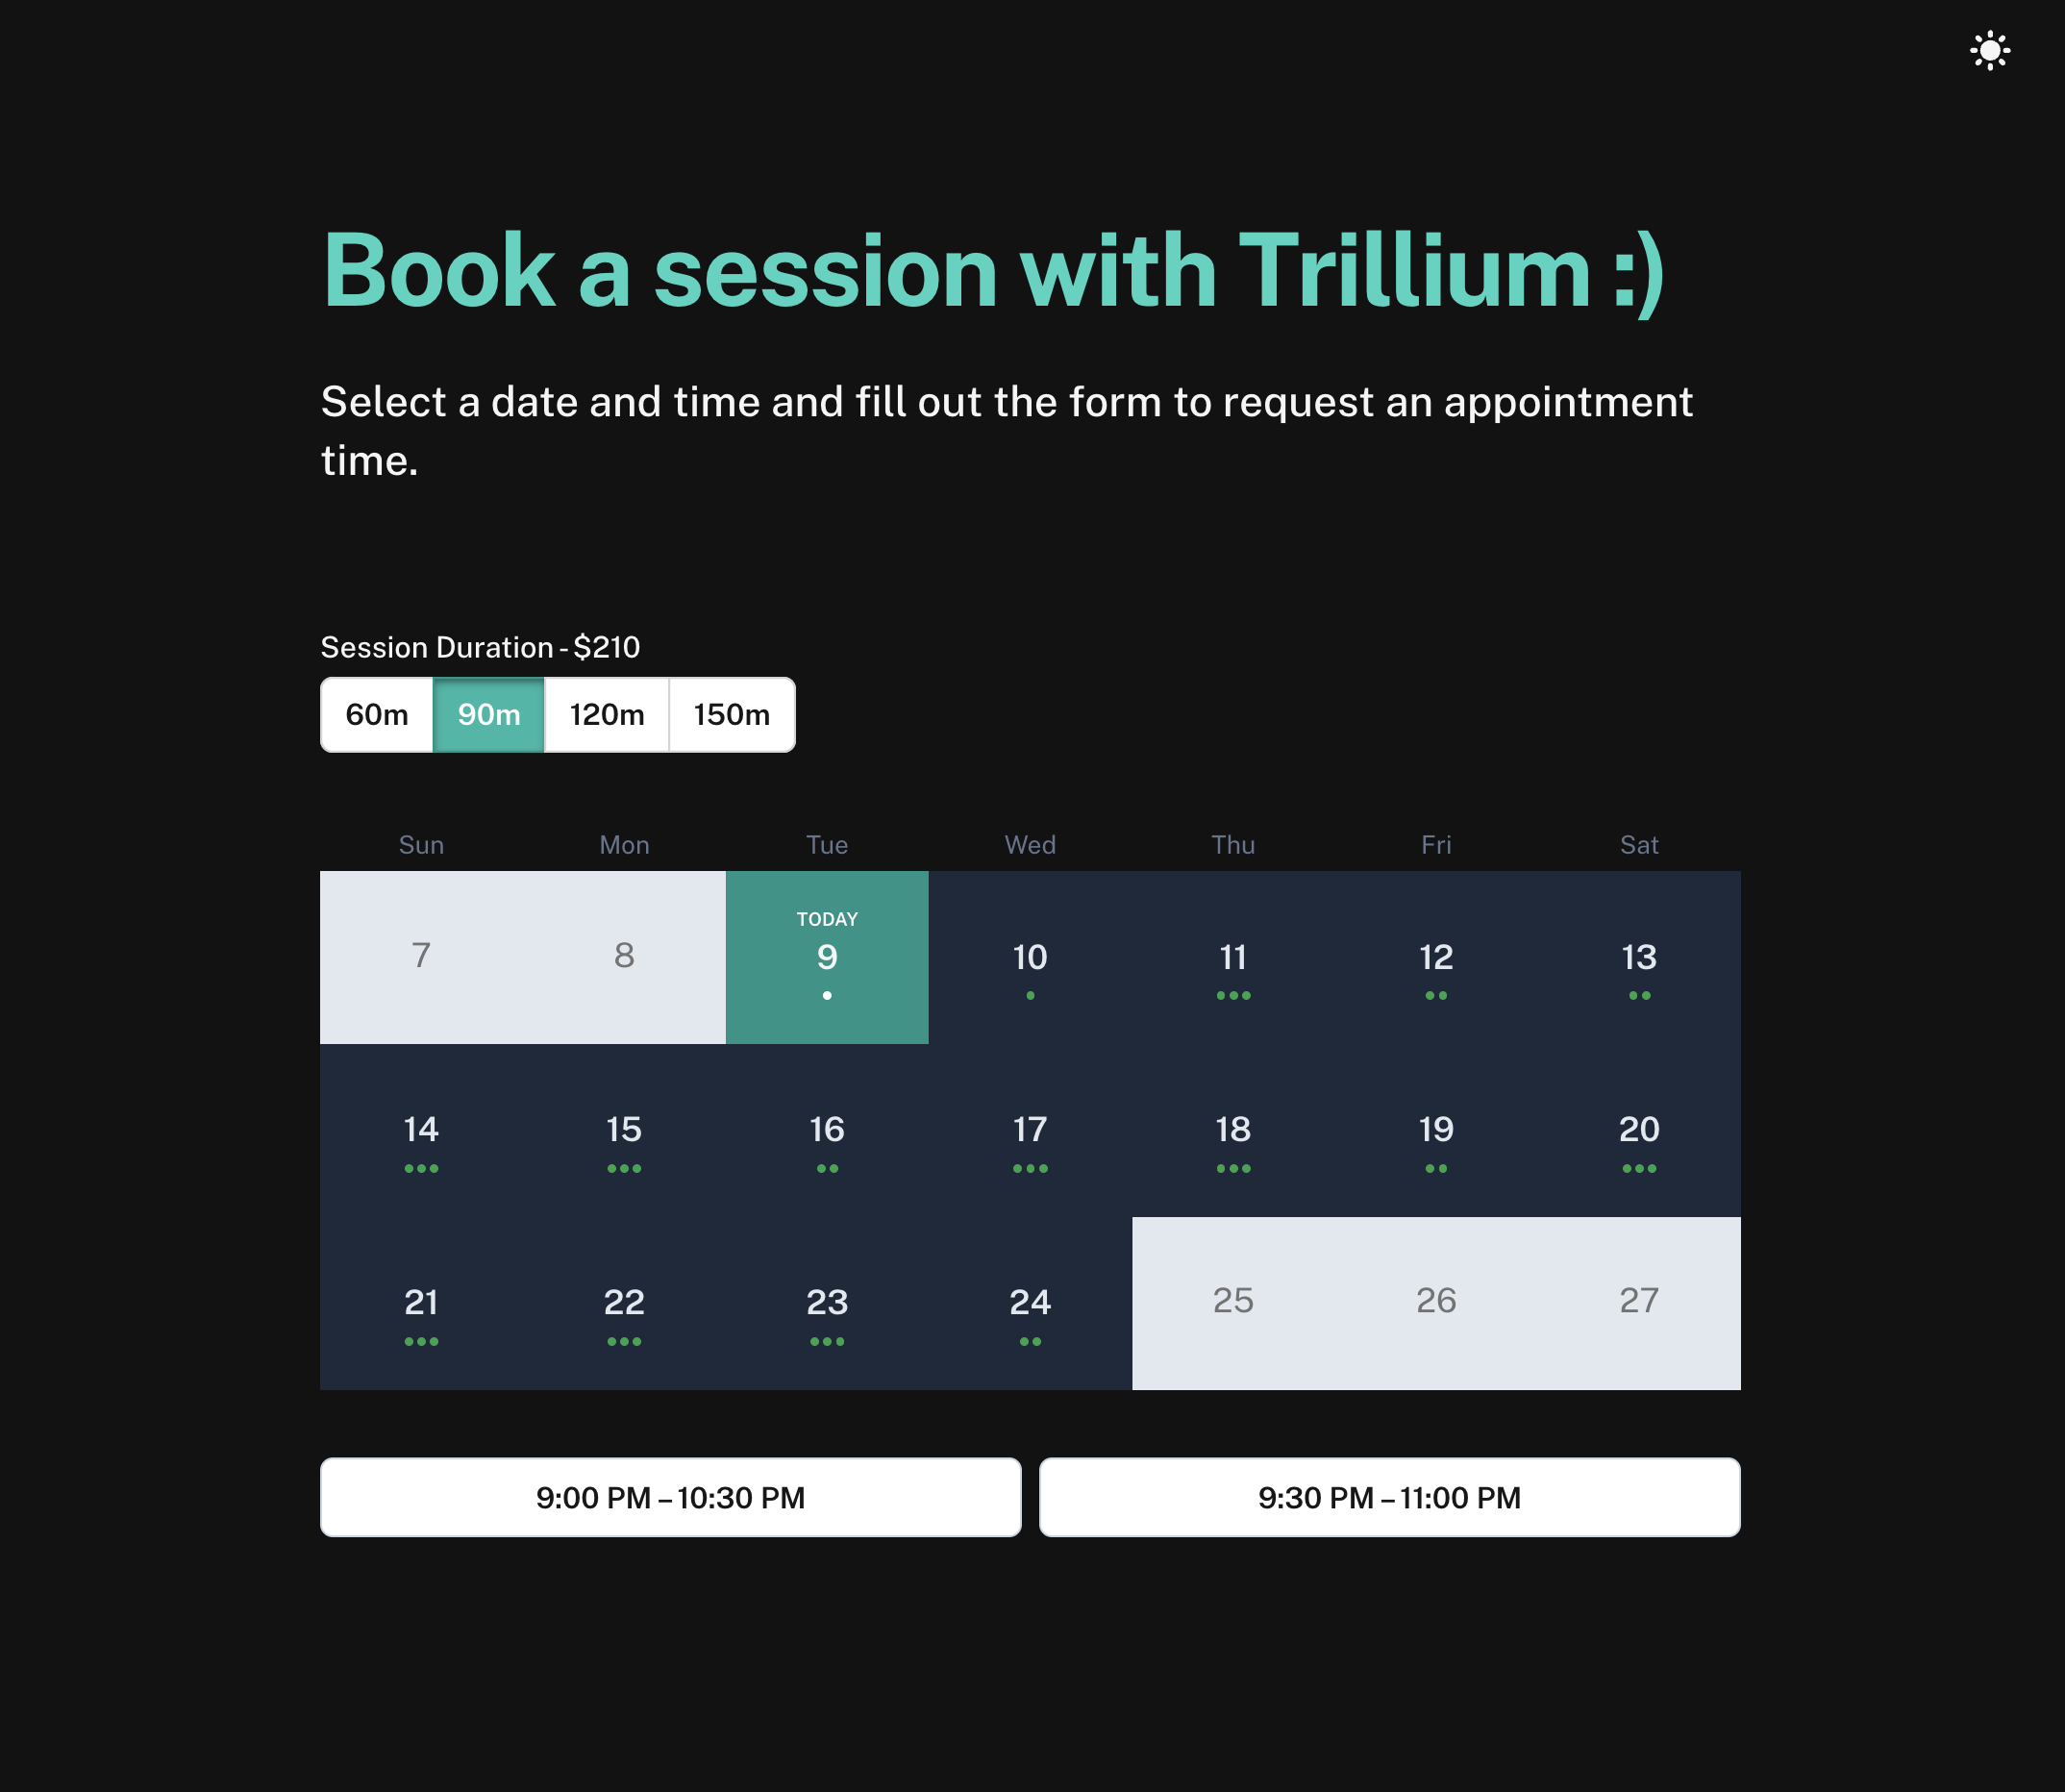 Book a session with Trillium :)
Select a date and time and fill out the form to request an appointment
time.
Session Duration - $210
60m 90m 120m 150m
Sun Mon Tue Wed Thu Fri Sat
7 8 TODAY 9 10 11 12 13
14 15 16 17 18 19 20
21 22 23 24 25 26 27
9:00 PM – 10:30 PM 9:30 PM – 11:00 PM